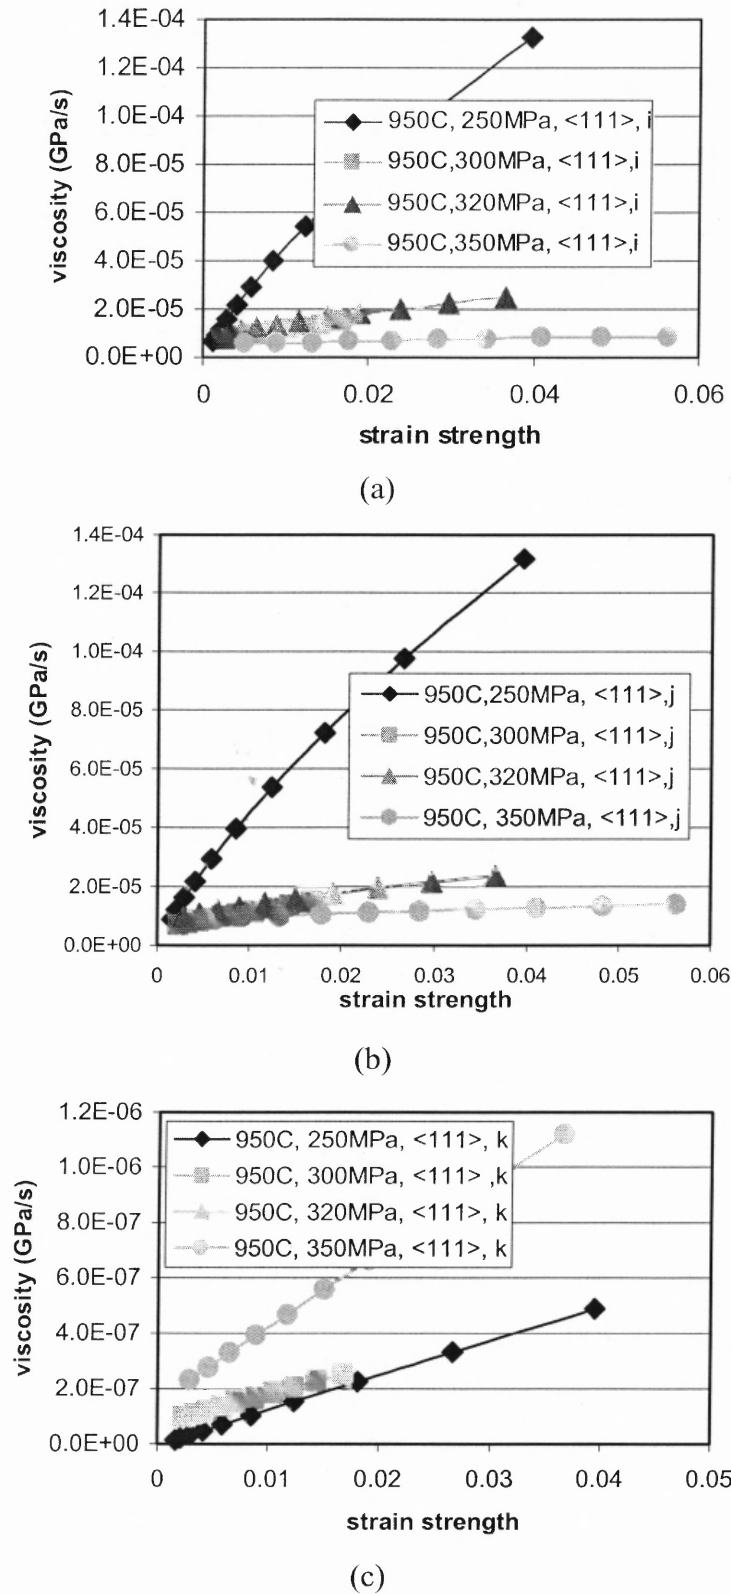 1.4E-04
1.2E-04
1.0E-04
8.0E-05
6.0E-05
4.0E-05
2.0E-05
0.0E+00
viscosity (GPa/s)
950C, 250MPa, <111>, i
950C,300MPa, <111>,i
950C,320MPa, <111>,i
950C,350MPa, <111>,i
0 0.02 0.04 0.06
strain strength
(a)
1.4E-04
1.2E-04
1.0E-04
8.0E-05
6.0E-05
4.0E-05
2.0E-05
0.0E+00
viscosity (GPa/s)
950C,250MPa, <111>,j
950C,300MPa, <111>,j
950C,320MPa, <111>,j
950C, 350MPa, <111>,j
0 0.01 0.02 0.03 0.04 0.05 0.06
strain strength
(b)
1.2E-06
1.0E-06
8.0E-07
6.0E-07
4.0E-07
2.0E-07
0.0E+00
viscosity (GPa/s)
950C, 250MPa, <111>, k
950C, 300MPa, <111> ,k
950C, 320MPa, <111>, k
950C, 350MPa, <111>, k
0 0.01 0.02 0.03 0.04 0.05
strain strength
(c)